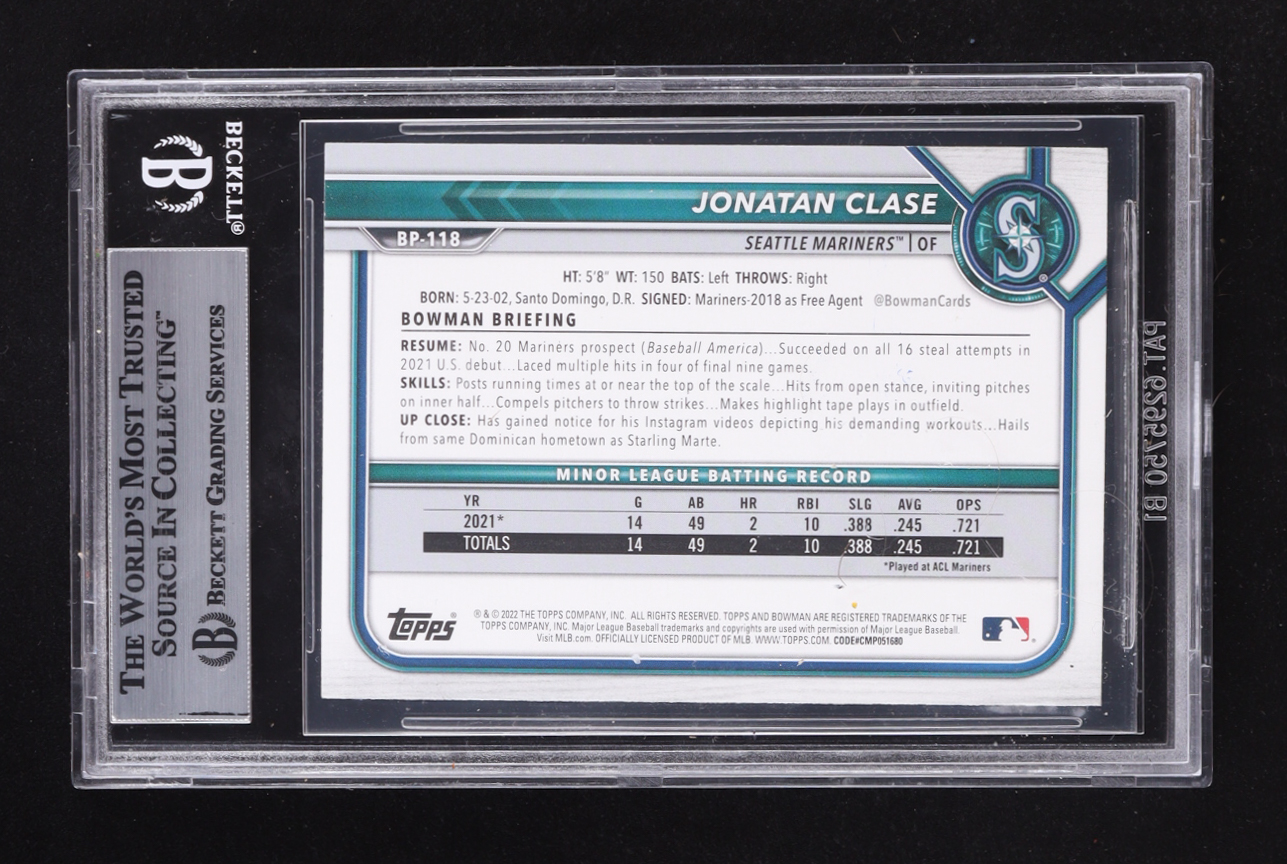 BECKETT®
B
THE WORLD'S MOST TRUSTED
SOURCE IN COLLECTING™
B BECKETT GRADING SERVICES
JONATAN CLASE
BP-118
SEATTLE MARINERS™ | OF
S
HT: 5'8" WT: 150 BATS: Left THROWS: Right
BORN: 5-23-02, Santo Domingo, D.R. SIGNED: Mariners-2018 as Free Agent @BowmanCards
BOWMAN BRIEFING
RESUME: No. 20 Mariners prospect (Baseball America)...Succeeded on all 16 steal attempts in
2021 U.S. debut...Laced multiple hits in four of final nine games.
SKILLS: Posts running times at or near the top of the scale...Hits from open stance, inviting pitches
on inner half...Compels pitchers to throw strikes...Makes highlight tape plays in outfield.
UP CLOSE: Has gained notice for his Instagram videos depicting his demanding workouts...Hails
from same Dominican hometown as Starling Marte.
MINOR LEAGUE BATTING RECORD
YR G AB HR RBI SLG AVG OPS
2021* 14 49 2 10 .388 .245 .721
TOTALS 14 49 2 10 .388 .245 .721
*Played at ACL Mariners
Topps®
® & © 2022 THE TOPPS COMPANY, INC. ALL RIGHTS RESERVED. TOPPS AND BOWMAN ARE REGISTERED TRADEMARKS OF THE
TOPPS COMPANY, INC. Major League Baseball trademarks and copyrights are used with permission of Major League Baseball.
Visit MLB.com. OFFICIALLY LICENSED PRODUCT OF MLB. WWW.TOPPS.COM. CODE#CMP051680
PAT. 6295750 B1